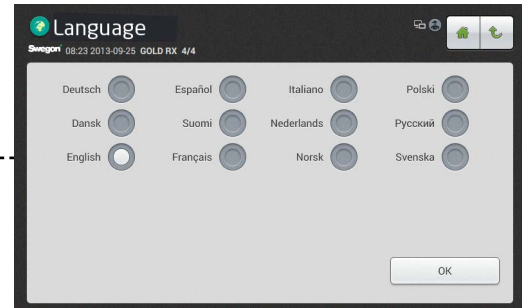 Language
Swegon 08:23 2013-09-25 GOLD RX 4/4
Deutsch Español Italiano Polski
Dansk Suomi Nederlands Русский
English Français Norsk Svenska
OK